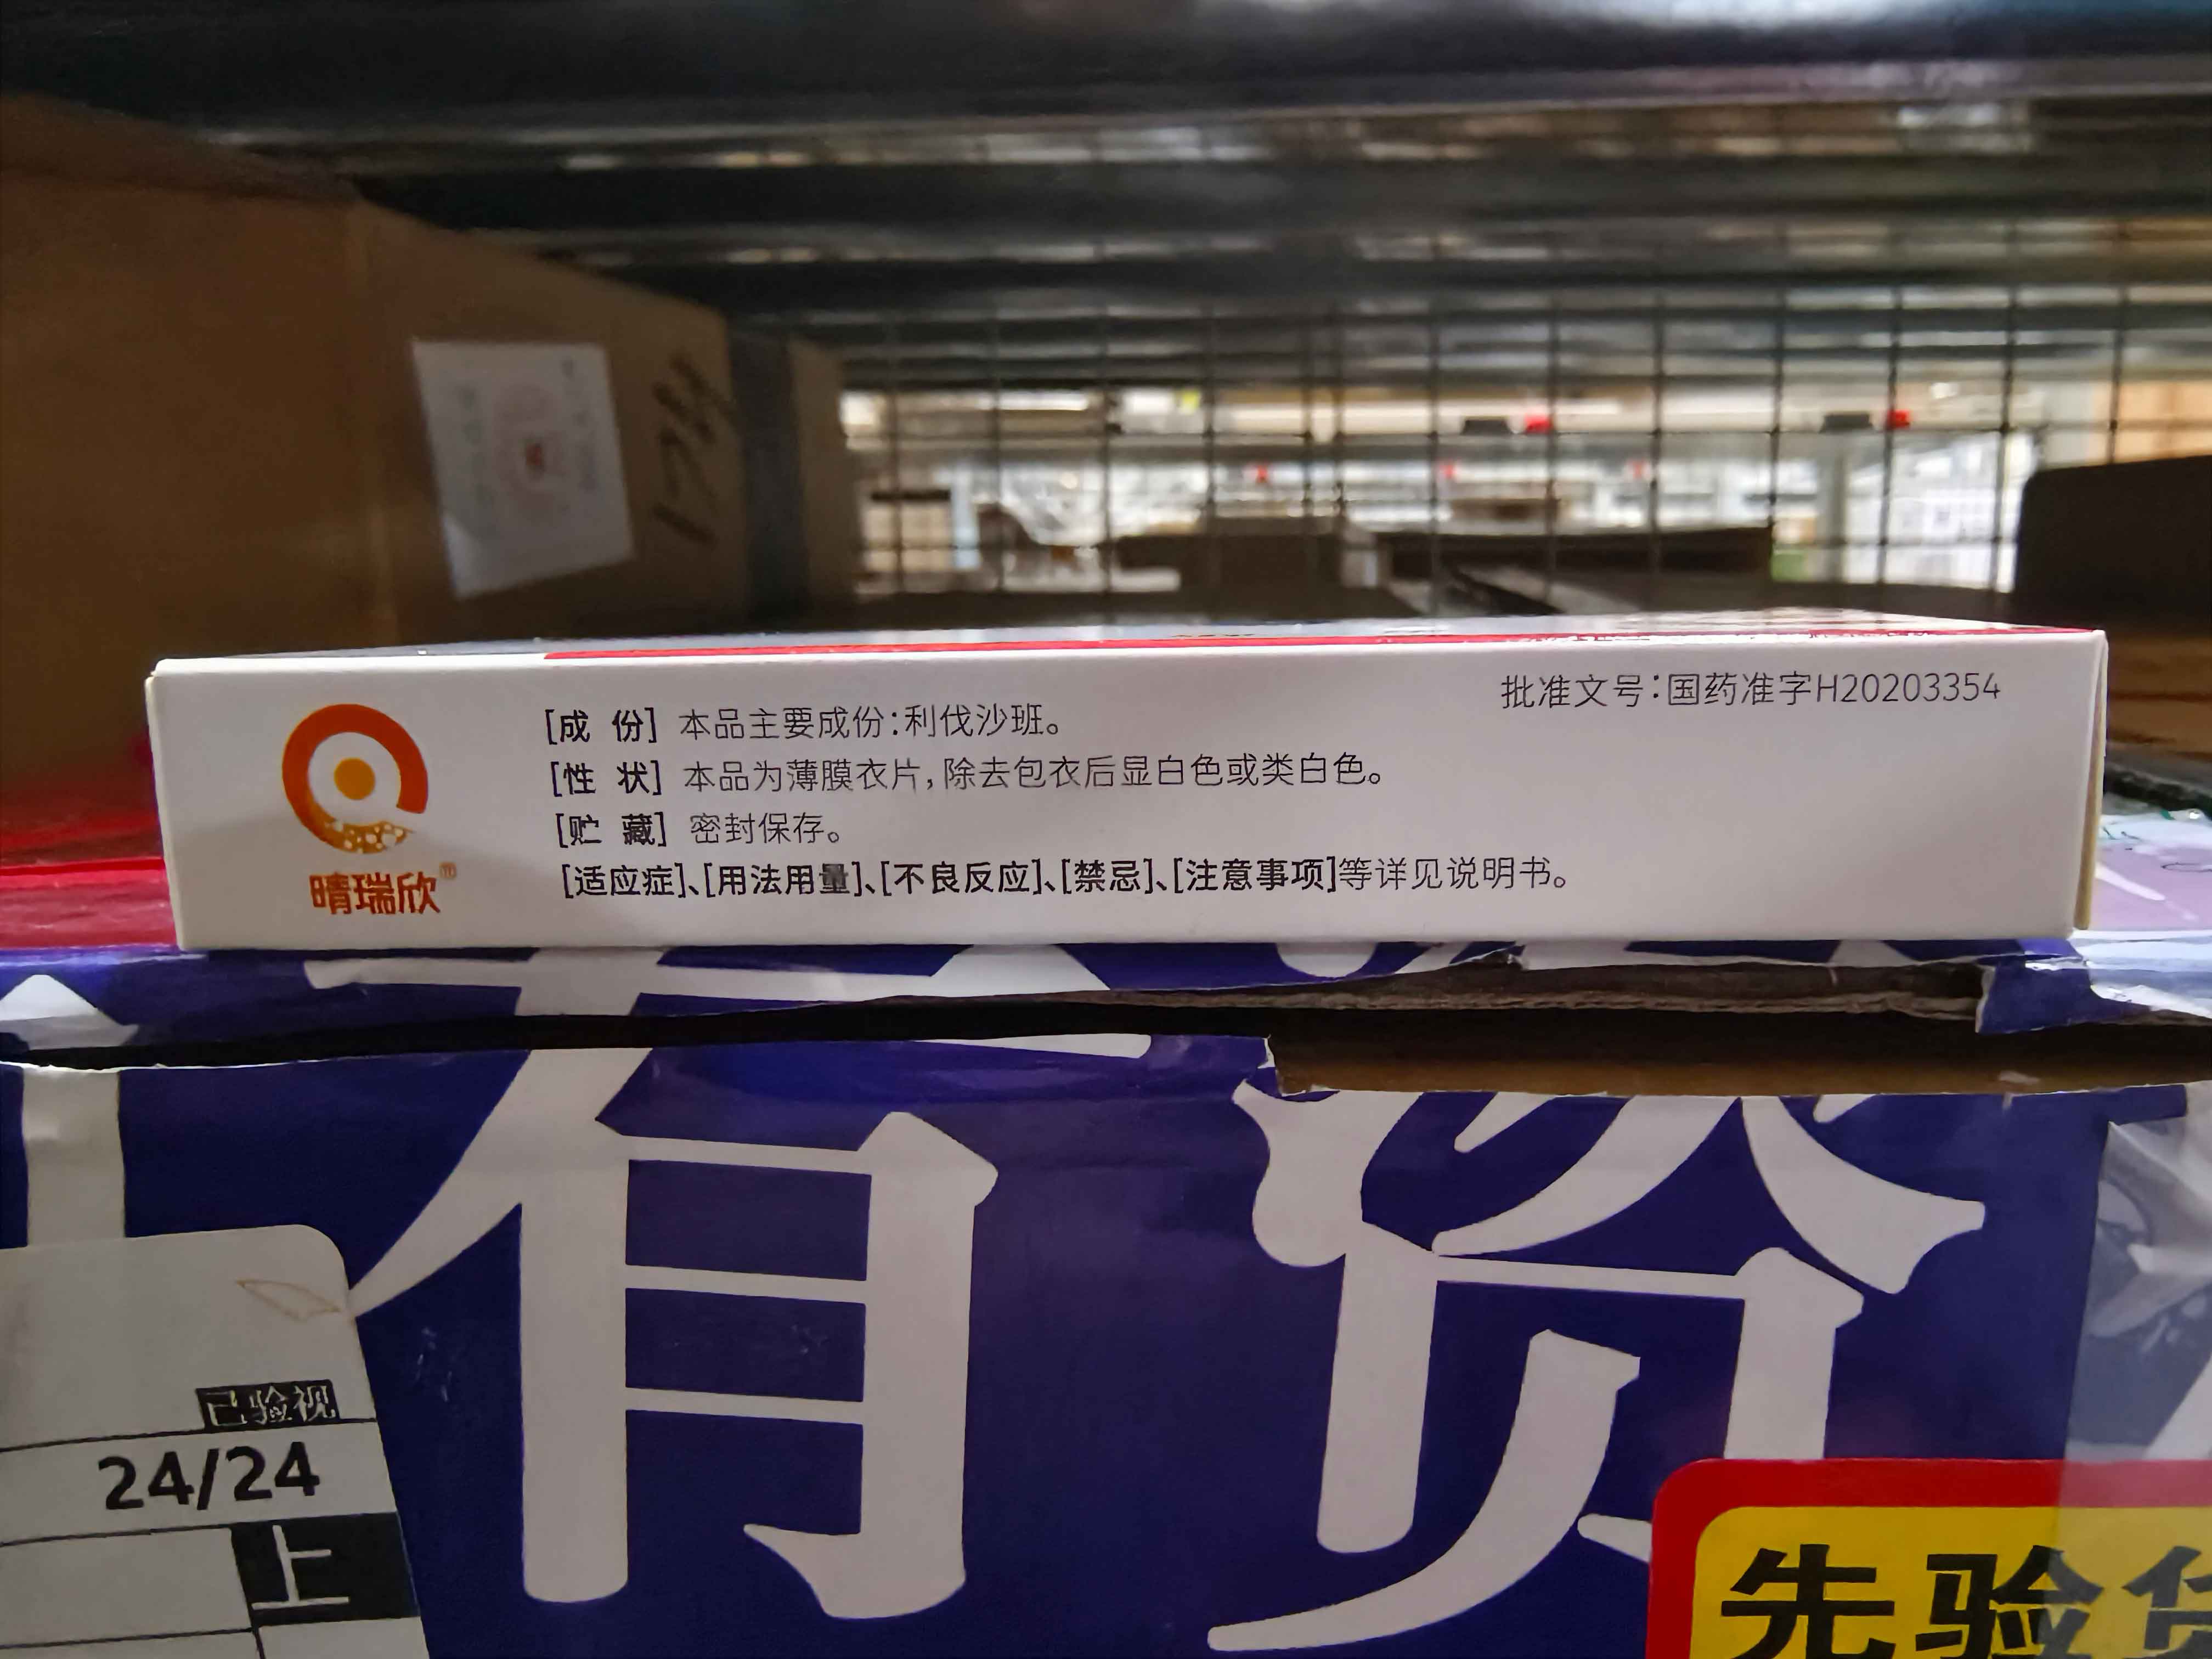 批准文号:国药准字H20203354
[成 份] 本品主要成份:利伐沙班。
[性 状] 本品为薄膜衣片,除去包衣后显白色或类白色。
[贮 藏] 密封保存。
[适应症]、[用法用量]、[不良反应]、[禁忌]、[注意事项]等详见说明书。
晴瑞欣
有资
已验视
24/24
上
先验货